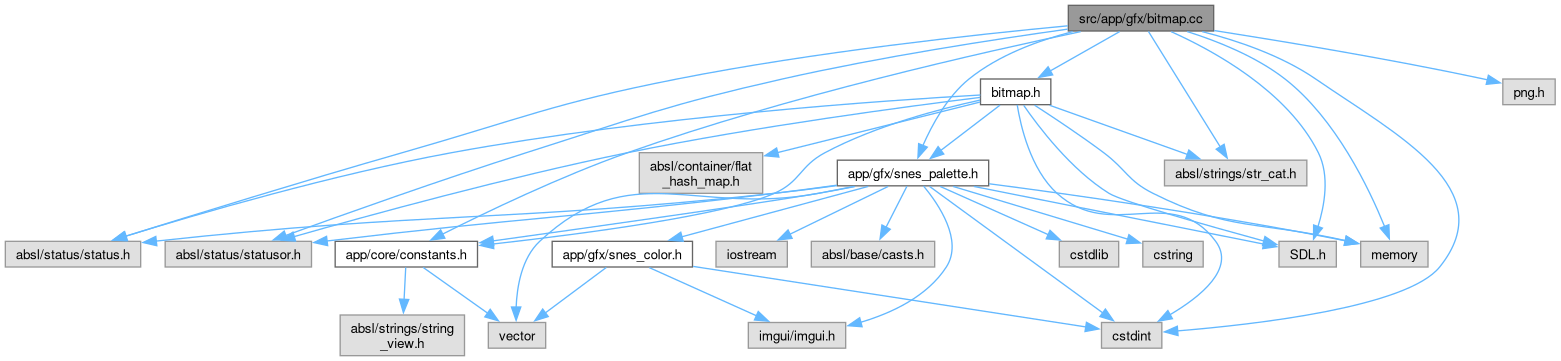 src/app/gfx/bitmap.cc
bitmap.h
png.h
absl/container/flat
_hash_map.h
app/gfx/snes_palette.h
absl/strings/str_cat.h
absl/status/status.h
absl/status/statusor.h
app/core/constants.h
app/gfx/snes_color.h
iostream
absl/base/casts.h
cstdlib
cstring
SDL.h
memory
absl/strings/string
_view.h
vector
imgui/imgui.h
cstdint